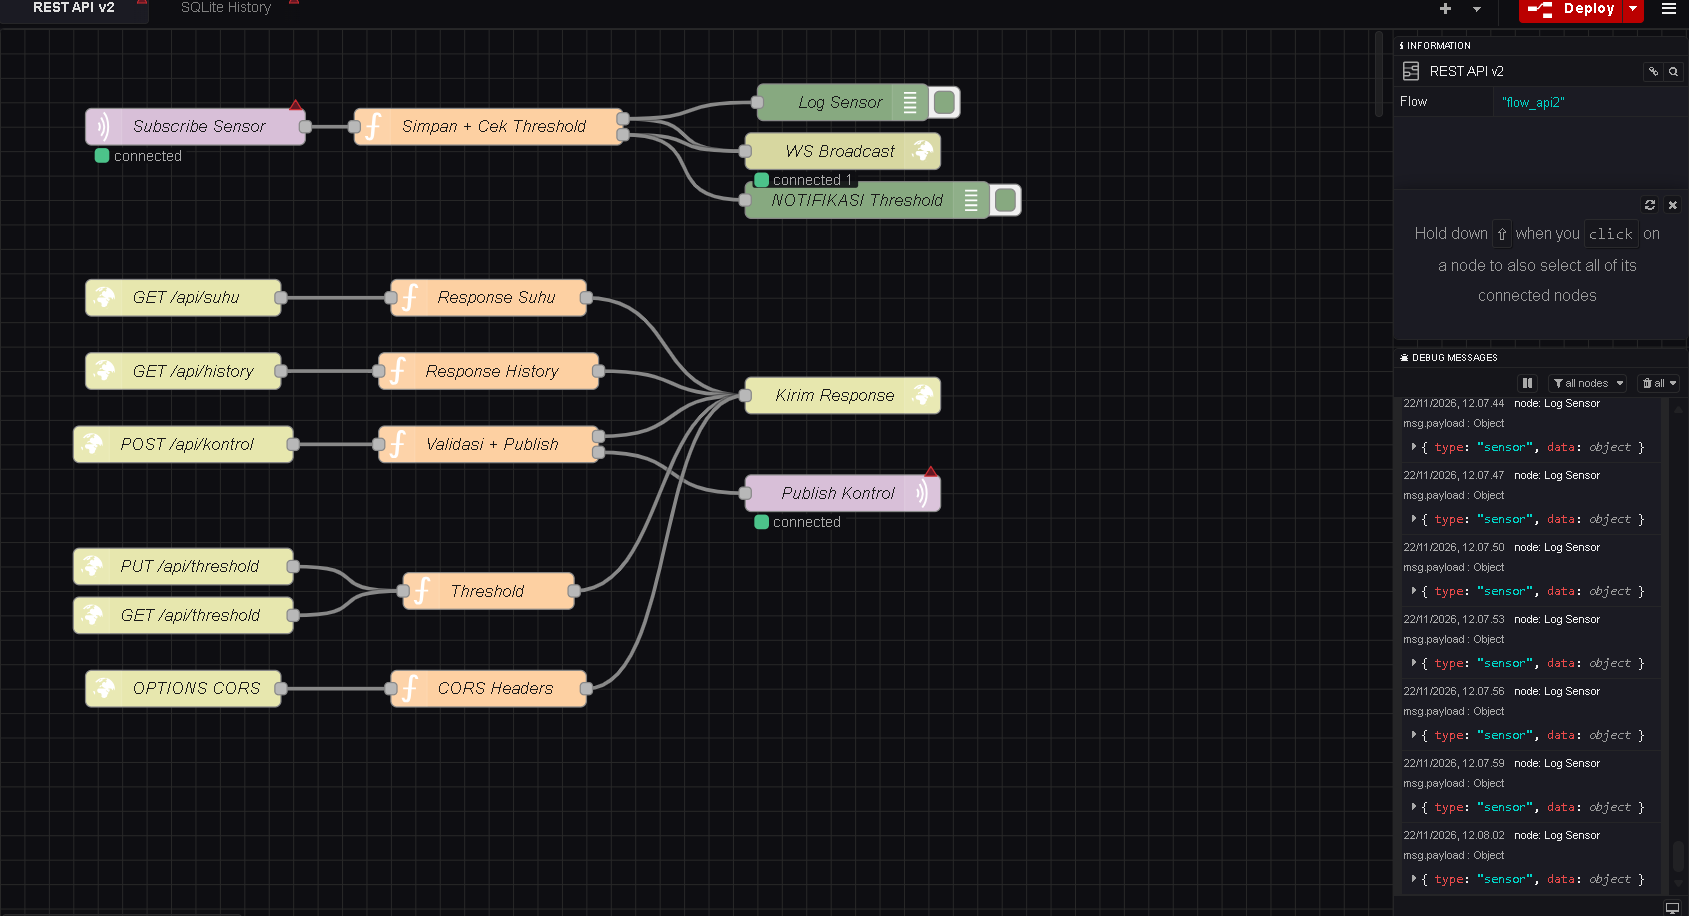 REST API v2
SQLite History
Deploy
Subscribe Sensor
connected
Simpan + Cek Threshold
Log Sensor
WS Broadcast
connected 1
NOTIFIKASI Threshold
GET /api/suhu
Response Suhu
GET /api/history
Response History
Kirim Response
POST /api/kontrol
Validasi + Publish
Publish Kontrol
connected
PUT /api/threshold
GET /api/threshold
Threshold
OPTIONS CORS
CORS Headers
INFORMATION
REST API v2
Flow "flow_api2"
Hold down ⇧ when you click on
a node to also select all of its
connected nodes
DEBUG MESSAGES
all nodes all
22/11/2026, 12.07.44 node: Log Sensor
msg.payload : Object
{ type: "sensor", data: object }
22/11/2026, 12.07.47 node: Log Sensor
msg.payload : Object
{ type: "sensor", data: object }
22/11/2026, 12.07.50 node: Log Sensor
msg.payload : Object
{ type: "sensor", data: object }
22/11/2026, 12.07.53 node: Log Sensor
msg.payload : Object
{ type: "sensor", data: object }
22/11/2026, 12.07.56 node: Log Sensor
msg.payload : Object
{ type: "sensor", data: object }
22/11/2026, 12.07.59 node: Log Sensor
msg.payload : Object
{ type: "sensor", data: object }
22/11/2026, 12.08.02 node: Log Sensor
msg.payload : Object
{ type: "sensor", data: object }